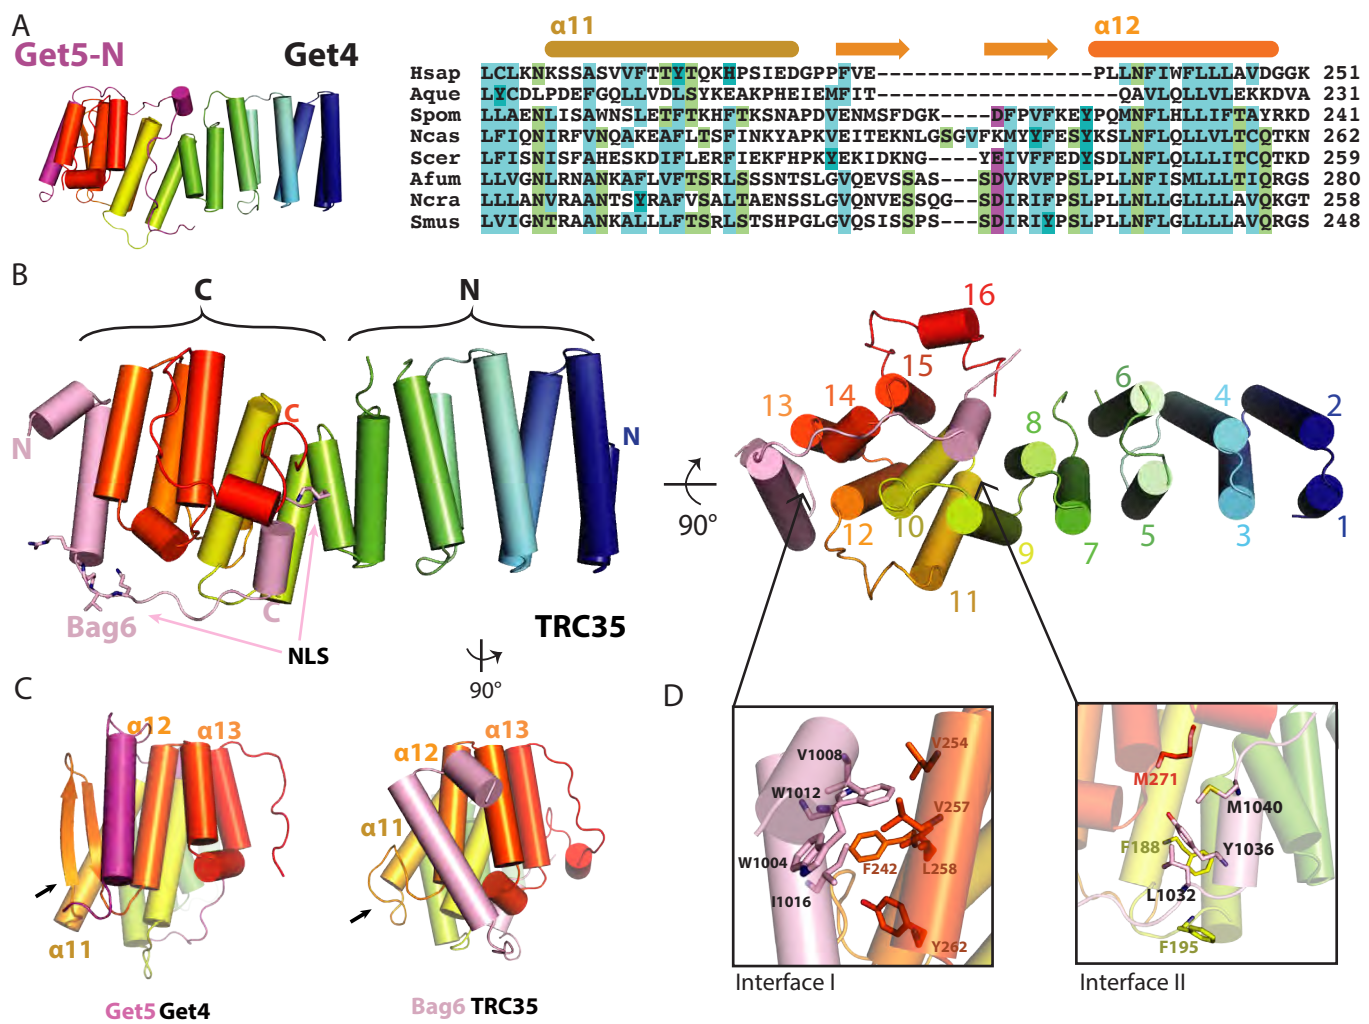 A
Get5-N
Get4
α11
α12
Hsap LCLKNKSSASVVFTTYTQKHPSIEDGPPFVE-----------------PLLNFIWFLLLAVDGGK 251
Aque LYCDLPDEFGQLLVDLSYKEAKPHEIEMFIT-----------------QAVLQLLVLEKKDVA 231
Spom LLAENLISAWNSLETFTKHFTKSNAPDVENMSFDGK----DFPVFKEYPQMNFLHLLIFTAYRKD 241
Ncas LFIQNIRFVNQAKEAFLTSFINKYAPKVEITEKNLGSGVFKMYYFESYKSLNFLQLLVLTCQTKD 262
Scer LFISNISFAHESKDIFLERFIEKFHPKYEKIDKNG----YEIVFFEDYSDLNFLQLLLITCQTKD 259
Afum LLVGNLRNANKAFLVFTSRLSSSNTSLGVQEVSSAS---SDVRVFPSLPLLNFISMLLLTIQRGS 280
Ncra LLLANVRAANTSYRAFVSALTAENSSLGVQNVESSQG--SDIRIFPSLPLLNFLGLLLLAVQKGT 258
Smus LVIGNTRAANKALLLFTSRLSTSHPGLGVQSISSPS---SDIRIYPSLPLLNLLGLLLLAVQRGS 248
B
C
N
N
C
N
C
Bag6
NLS
TRC35
90°
16
15
14
13
12
10
11
9
8
7
6
5
4
3
2
1
C
90°
α12
α13
α11
Get5 Get4
α12
α13
α11
Bag6 TRC35
D
V1008
W1012
W1004
I1016
V254
V257
F242
L258
Y262
Interface I
M271
M1040
F188
Y1036
L1032
F195
Interface II